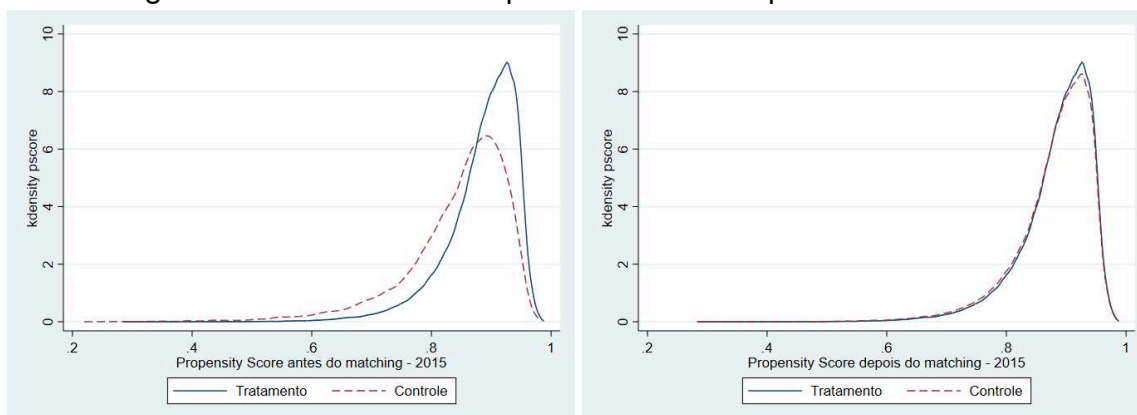 kdensity pscore
10
8
6
4
2
0
.2 .4 .6 .8 1
Propensity Score antes do matching - 2015
Tratamento Controle
kdensity pscore
10
8
6
4
2
0
.2 .4 .6 .8 1
Propensity Score depois do matching - 2015
Tratamento Controle